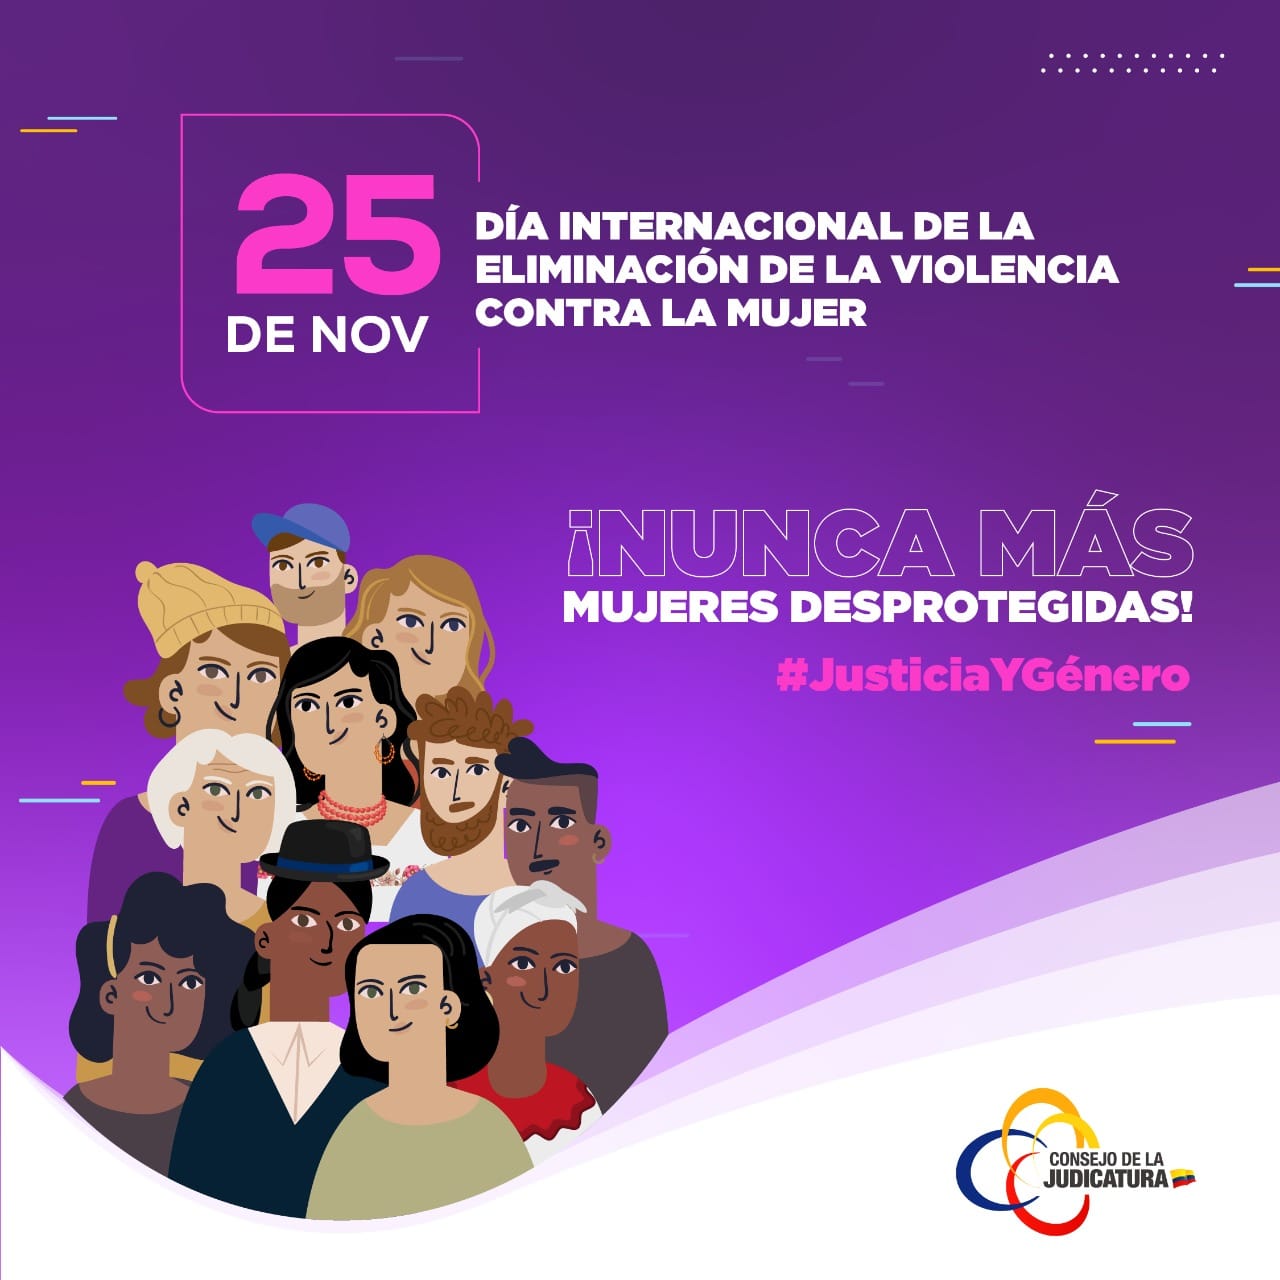 25
DE NOV
DÍA INTERNACIONAL DE LA
ELIMINACIÓN DE LA VIOLENCIA
CONTRA LA MUJER
¡NUNCA MÁS
MUJERES DESPROTEGIDAS!
#JusticiaYGénero
CONSEJO DE LA
JUDICATURA